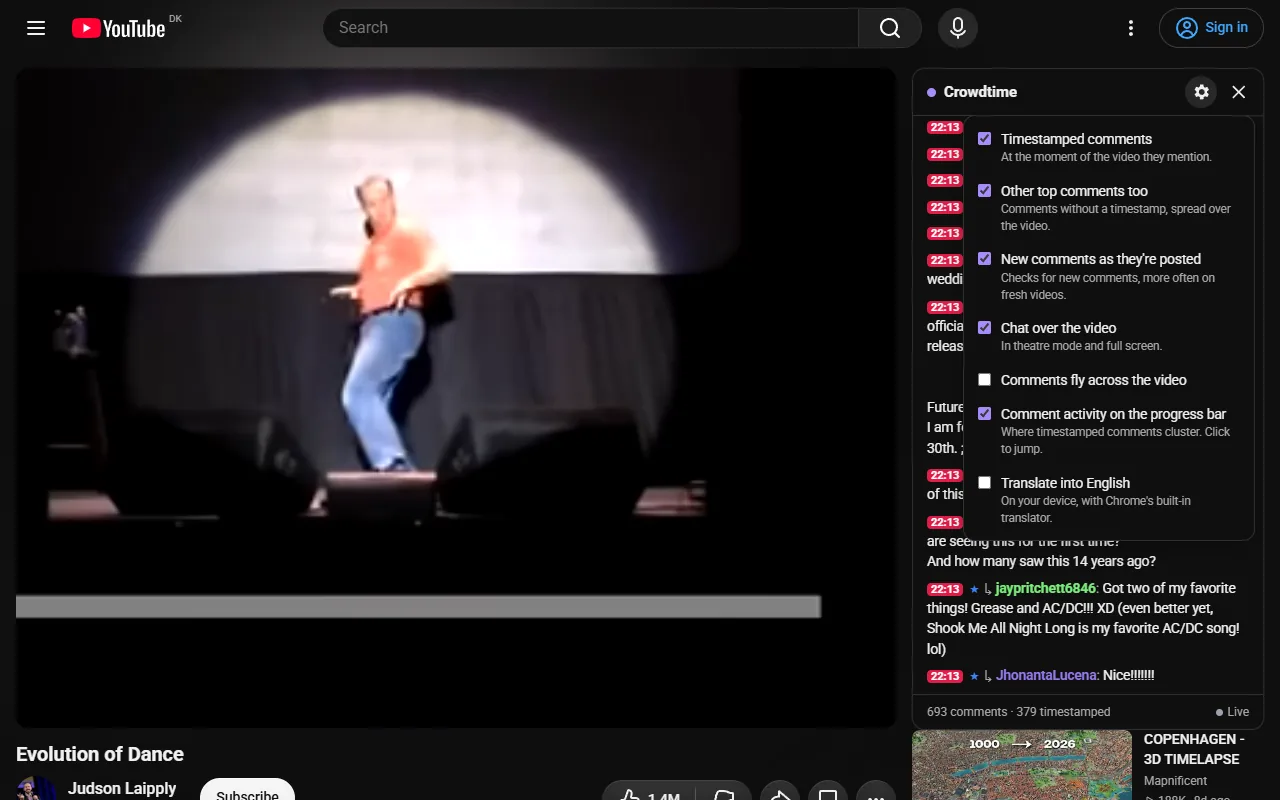 YouTube DK
Search
Sign in
Crowdtime
22:13
22:13
22:13
22:13
22:13
22:13
weddi
22:13
officia
releas
Future
I am fo
30th. ;
22:13
of this
22:13
are seeing this for the first time?
And how many saw this 14 years ago?
22:13 ★ ↳ jaypritchett6846: Got two of my favorite
things! Grease and AC/DC!!! XD (even better yet,
Shook Me All Night Long is my favorite AC/DC song!
lol)
22:13 ★ ↳ JhonantaLucena: Nice!!!!!!!
Timestamped comments
At the moment of the video they mention.
Other top comments too
Comments without a timestamp, spread over
the video.
New comments as they're posted
Checks for new comments, more often on
fresh videos.
Chat over the video
In theatre mode and full screen.
Comments fly across the video
Comment activity on the progress bar
Where timestamped comments cluster. Click
to jump.
Translate into English
On your device, with Chrome's built-in
translator.
693 comments · 379 timestamped
Live
Evolution of Dance
Judson Laipply
Subscribe
1.4M
1000 → 2026
COPENHAGEN -
3D TIMELAPSE
Magnificent